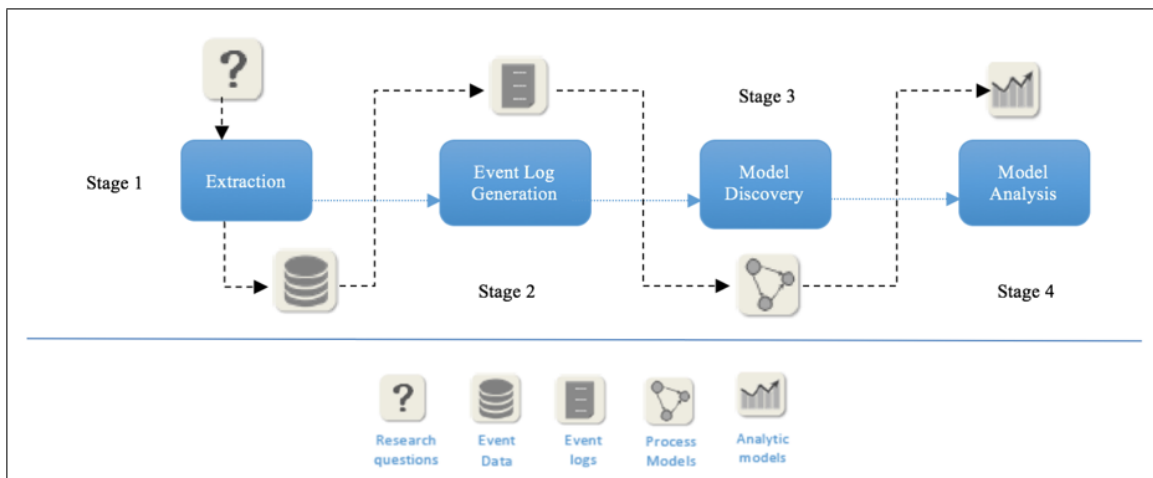 Stage 3
Stage 1
Extraction
Event Log
Generation
Model
Discovery
Model
Analysis
Stage 2
Stage 4
?
?
Research
questions
Event
Data
Event
logs
Process
Models
Analytic
models